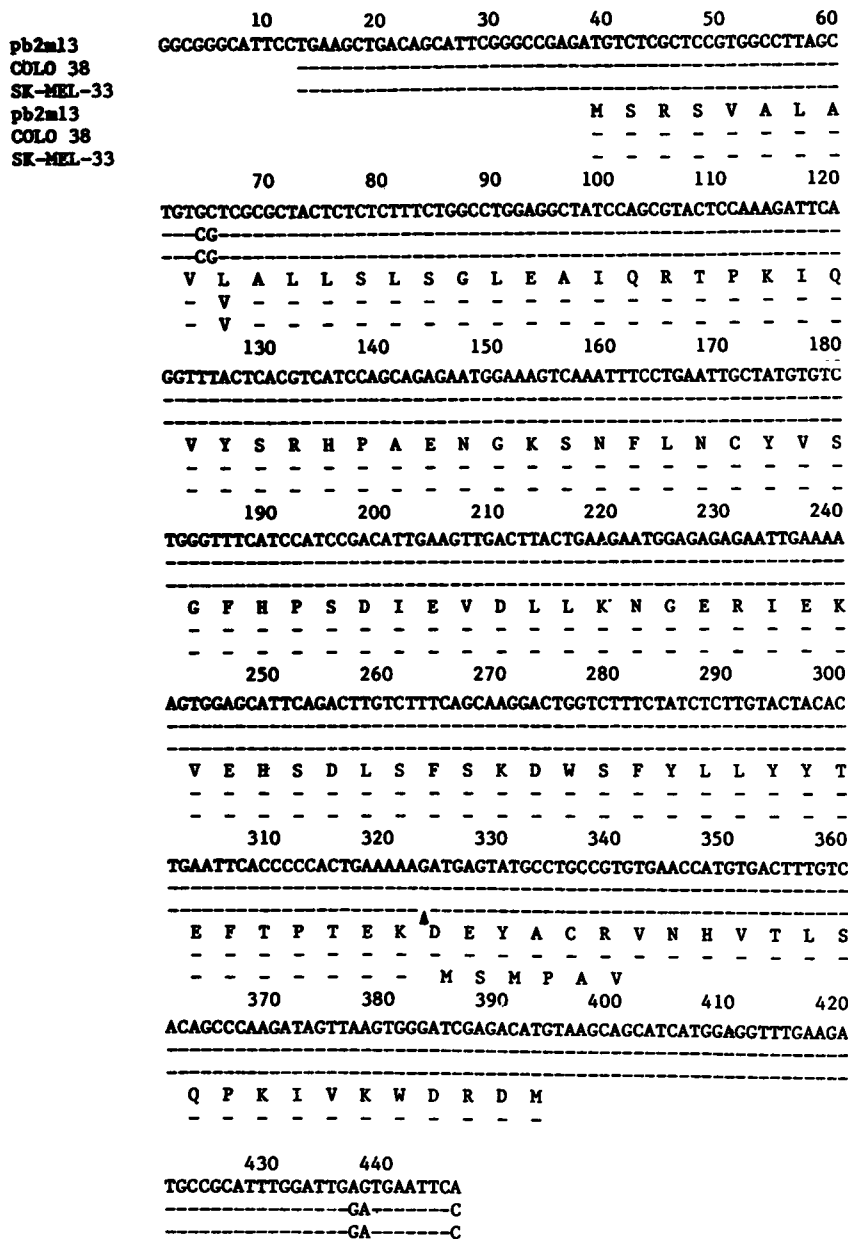 10 20 30 40 50 60
pb2m13 GGCGGGCATTCCTGAAGCTGACAGCATTCGGGCCGAGATGTCTCGCTCCGTGGCCTTAGC
COLO 38 ------------------------------------------------
SK-MEL-33 ------------------------------------------------
pb2m13 M S R S V A L A
COLO 38 - - - - - - - -
SK-MEL-33 - - - - - - - -
70 80 90 100 110 120
TGTGCTCGCGCTACTCTCTCTTTCTGGCCTGGAGGCTATCCAGCGTACTCCAAAGATTCA
---CG-------------------------------------------------------
---CG-------------------------------------------------------
V L A L L S L S G L E A I Q R T P K I Q
- V - - - - - - - - - - - - - - - - - -
- V - - - - - - - - - - - - - - - - - -
130 140 150 160 170 180
GGTTTACTCACGTCATCCAGCAGAGAATGGAAAGTCAAATTTCCTGAATTGCTATGTGTC
------------------------------------------------------------
------------------------------------------------------------
V Y S R H P A E N G K S N F L N C Y V S
- - - - - - - - - - - - - - - - - - - -
- - - - - - - - - - - - - - - - - - - -
190 200 210 220 230 240
TGGGTTTCATCCATCCGACATTGAAGTTGACTTACTGAAGAATGGAGAGAGAATTGAAAA
------------------------------------------------------------
------------------------------------------------------------
G F H P S D I E V D L L K N G E R I E K
- - - - - - - - - - - - - - - - - - - -
- - - - - - - - - - - - - - - - - - - -
250 260 270 280 290 300
AGTGGAGCATTCAGACTTGTCTTTCAGCAAGGACTGGTCTTTCTATCTCTTGTACTACAC
------------------------------------------------------------
------------------------------------------------------------
V E H S D L S F S K D W S F Y L L Y Y T
- - - - - - - - - - - - - - - - - - - -
- - - - - - - - - - - - - - - - - - - -
310 320 330 340 350 360
TGAATTCACCCCCACTGAAAAAGATGAGTATGCCTGCCGTGTGAACCATGTGACTTTGTC
------------------------------------------------------------
------------------------------------------------------------
E F T P T E K D E Y A C R V N H V T L S
- - - - - - - - - - - - - - - - - - - -
- - - - - - - M S M P A V
370 380 390 400 410 420
ACAGCCCAAGATAGTTAAGTGGGATCGAGACATGTAAGCAGCATCATGGAGGTTTGAAGA
------------------------------------------------------------
------------------------------------------------------------
Q P K I V K W D R D M
- - - - - - - - - - -
430 440
TGCCGCATTTGGATTGAGTGAATTCA
----------------GA-------C
----------------GA-------C